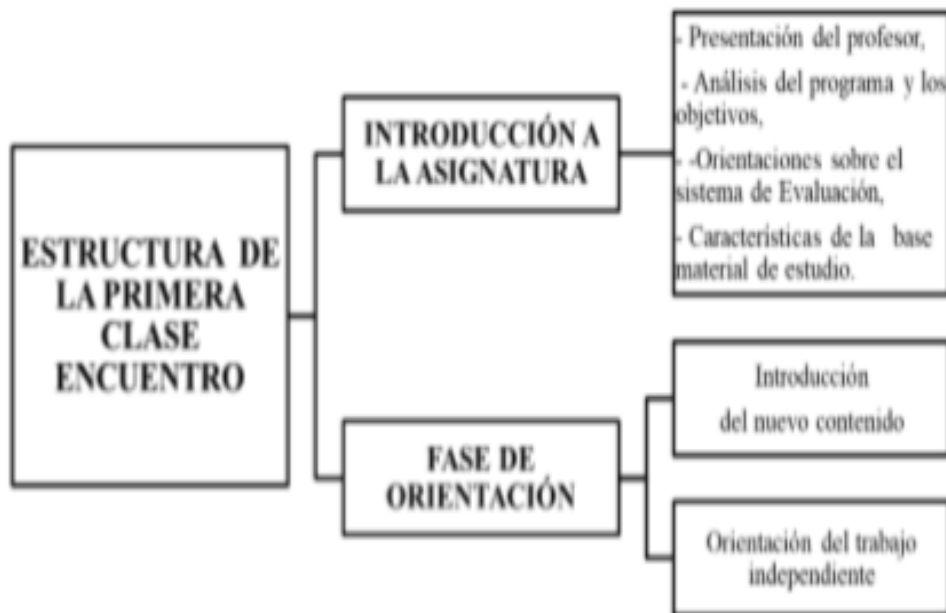 ESTRUCTURA DE
LA PRIMERA
CLASE
ENCUENTRO
INTRODUCCIÓN A
LA ASIGNATURA
- Presentación del profesor,
- Análisis del programa y los
objetivos,
- -Orientaciones sobre el
sistema de Evaluación,
- Características de la base
material de estudio.
FASE DE
ORIENTACIÓN
Introducción
del nuevo contenido
Orientación del trabajo
independiente